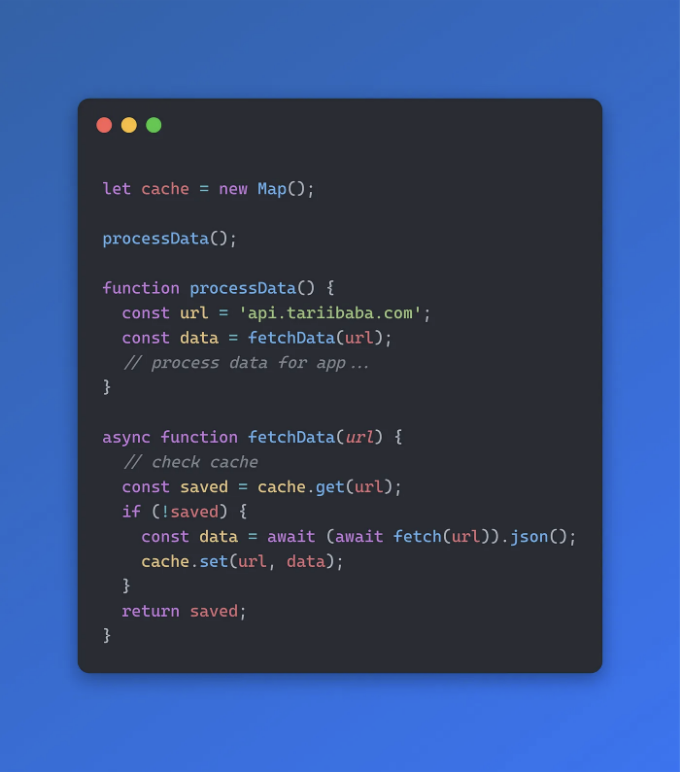 let cache = new Map();
processData();
function processData() {
const url = 'api.tariibaba.com';
const data = fetchData(url);
// process data for app...
}
async function fetchData(url) {
// check cache
const saved = cache.get(url);
if (!saved) {
const data = await (await fetch(url)).json();
cache.set(url, data);
}
return saved;
}